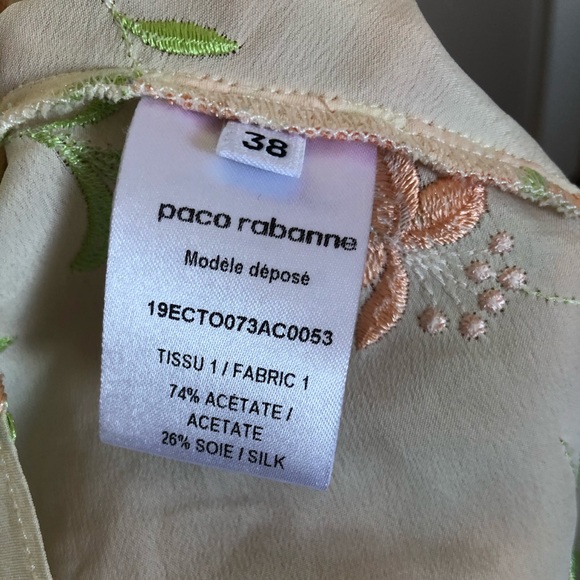 38
paco rabanne
Modèle déposé
19ECTO073AC0053
TISSU 1 / FABRIC 1
74% ACÉTATE /
ACETATE
26% SOIE / SILK